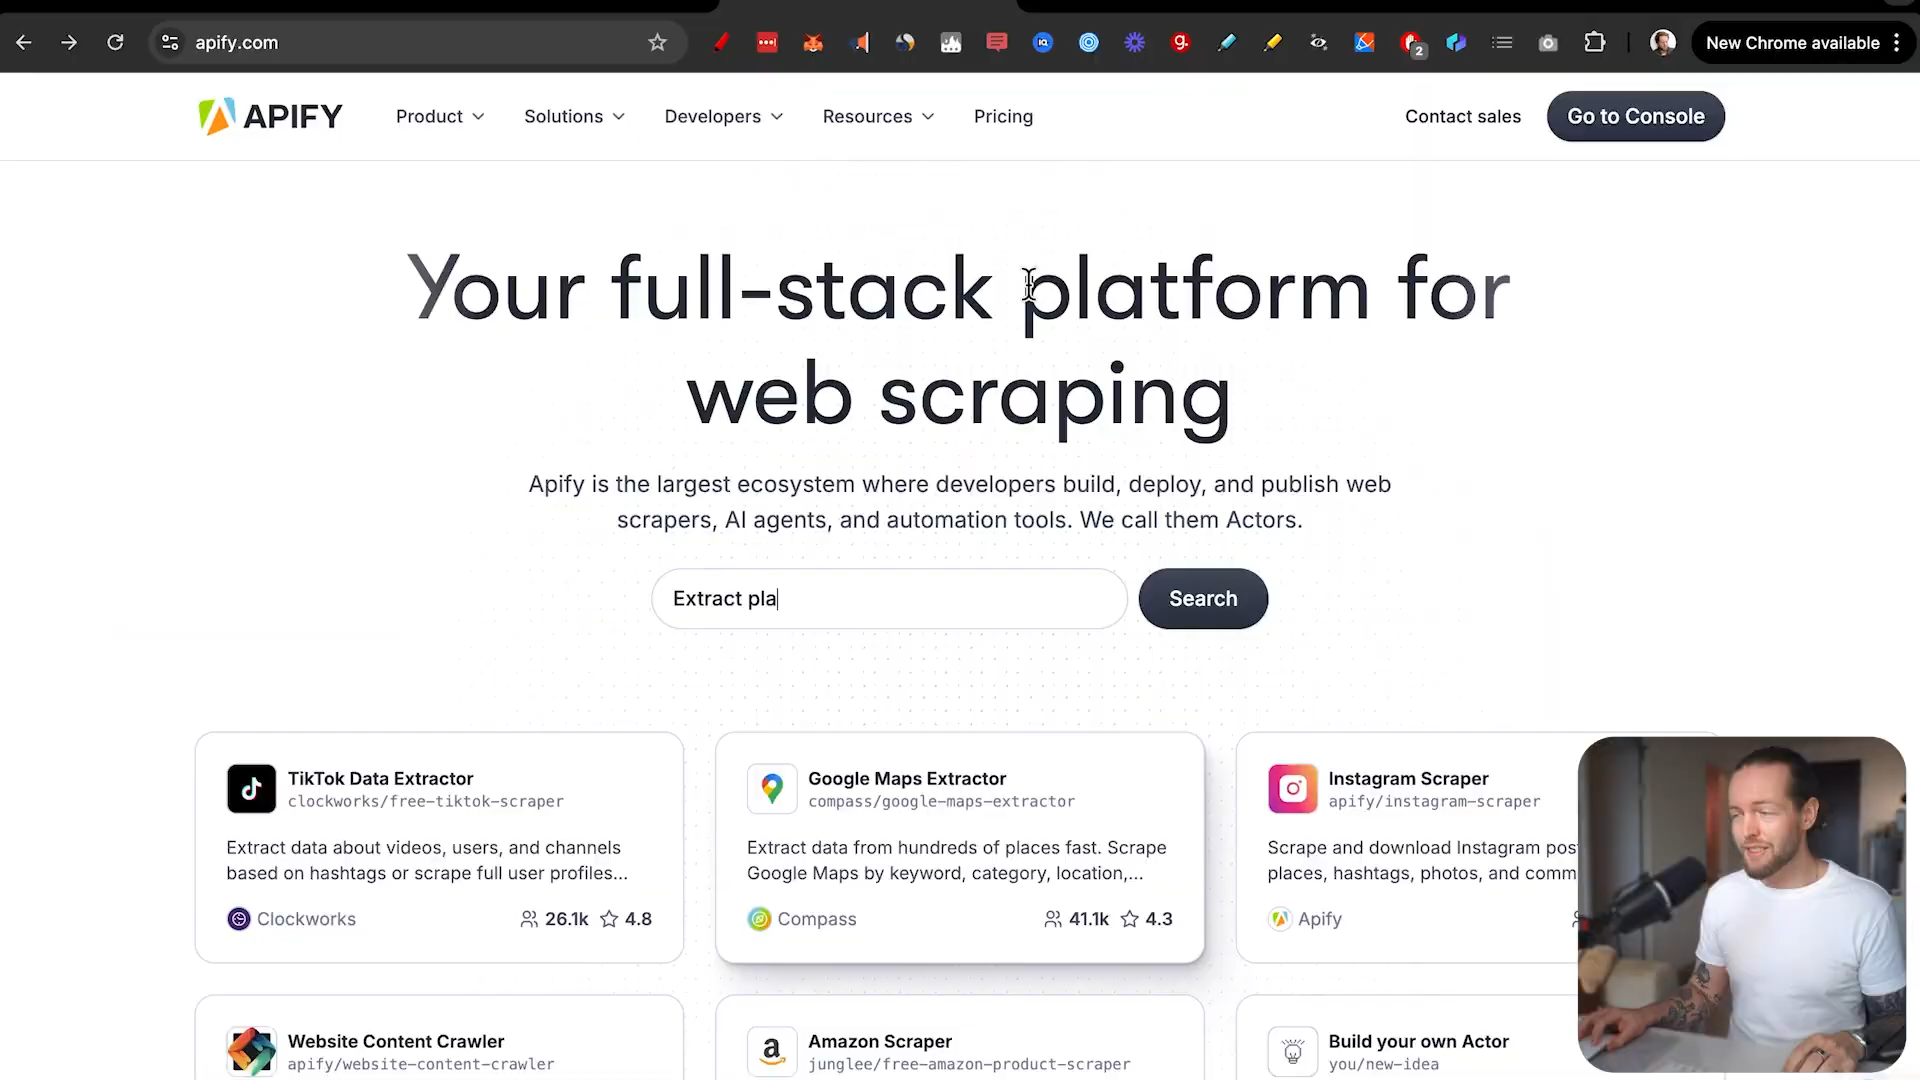 apify.com
2
New Chrome available
APIFY
Product
Solutions
Developers
Resources
Pricing
Contact sales
Go to Console
Your full-stack platform for
web scraping
Apify is the largest ecosystem where developers build, deploy, and publish web
scrapers, AI agents, and automation tools. We call them Actors.
Extract pla
Search
TikTok Data Extractor
clockworks/free-tiktok-scraper
Extract data about videos, users, and channels
based on hashtags or scrape full user profiles...
Clockworks
26.1k
4.8
Google Maps Extractor
compass/google-maps-extractor
Extract data from hundreds of places fast. Scrape
Google Maps by keyword, category, location,...
Compass
41.1k
4.3
Instagram Scraper
apify/instagram-scraper
Scrape and download Instagram pos
places, hashtags, photos, and comm
Apify
Website Content Crawler
apify/website-content-crawler
Amazon Scraper
junglee/free-amazon-product-scraper
Build your own Actor
you/new-idea